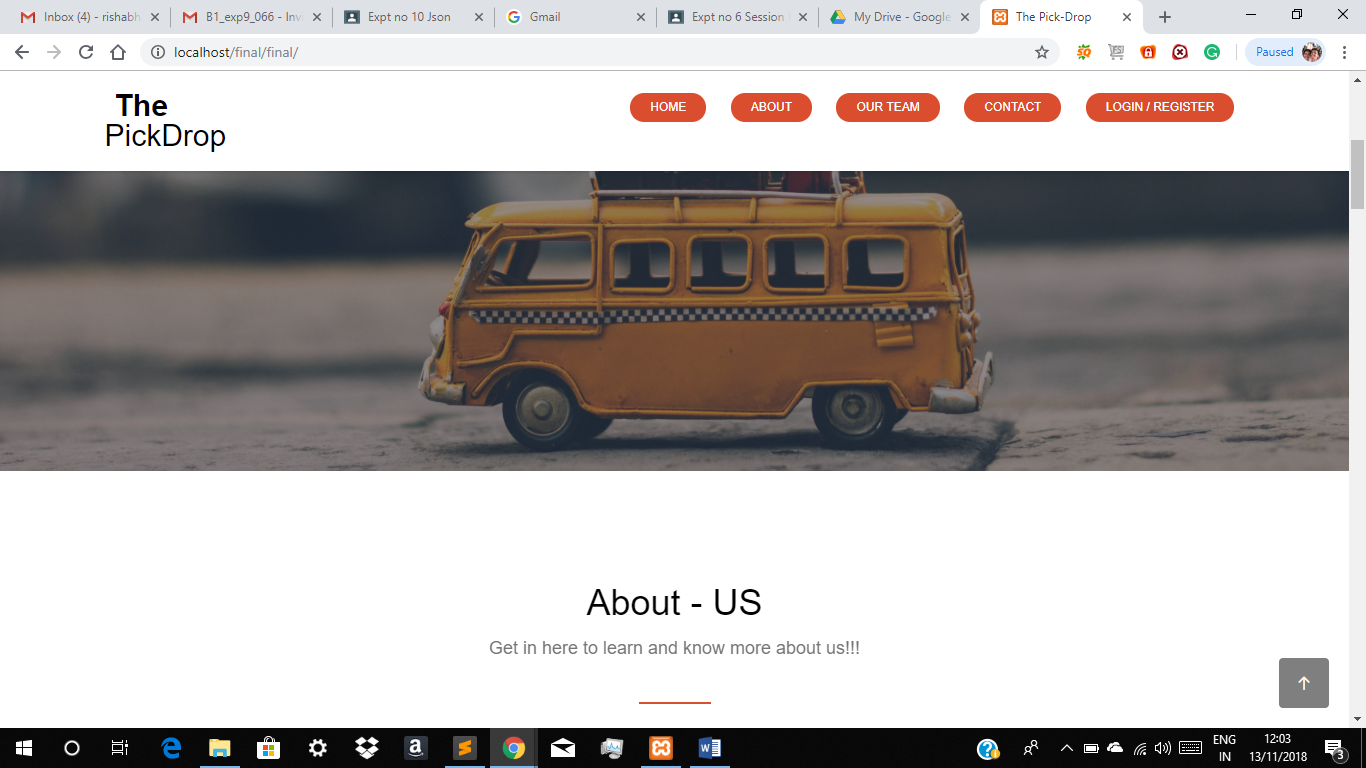 Inbox (4) - rishabh
B1_exp9_066 - Inv
Expt no 10 Json
Gmail
Expt no 6 Session
My Drive - Google
The Pick-Drop
localhost/final/final/
Paused
The
PickDrop
HOME
ABOUT
OUR TEAM
CONTACT
LOGIN / REGISTER
About - US
Get in here to learn and know more about us!!!
ENG
IN
12:03
13/11/2018
3